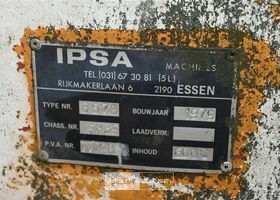 IPSA MACHINES
TEL.(031) 67 30 81 (5L)
RIJKMAKERLAAN 6 2190 ESSEN
TYPE NR. BOUWJAAR
CHASS. NR. LAADVERM.
P.V.A. NR. INHOUD